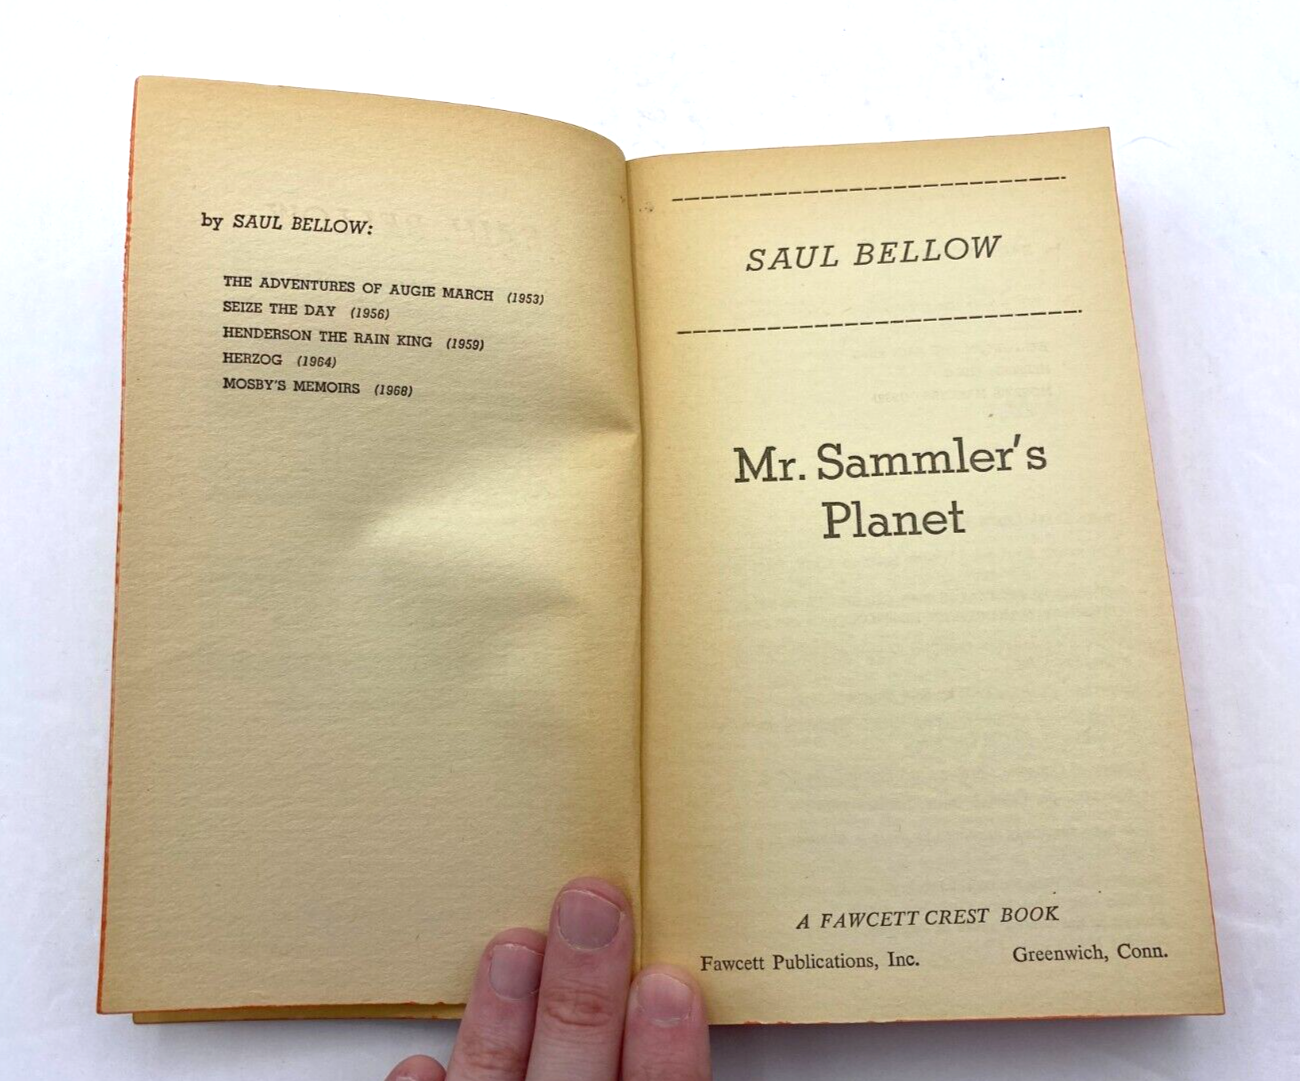 by SAUL BELLOW:
THE ADVENTURES OF AUGIE MARCH (1953)
SEIZE THE DAY (1956)
HENDERSON THE RAIN KING (1959)
HERZOG (1964)
MOSBY'S MEMOIRS (1968)
SAUL BELLOW
Mr. Sammler's
Planet
A FAWCETT CREST BOOK
Fawcett Publications, Inc. Greenwich, Conn.